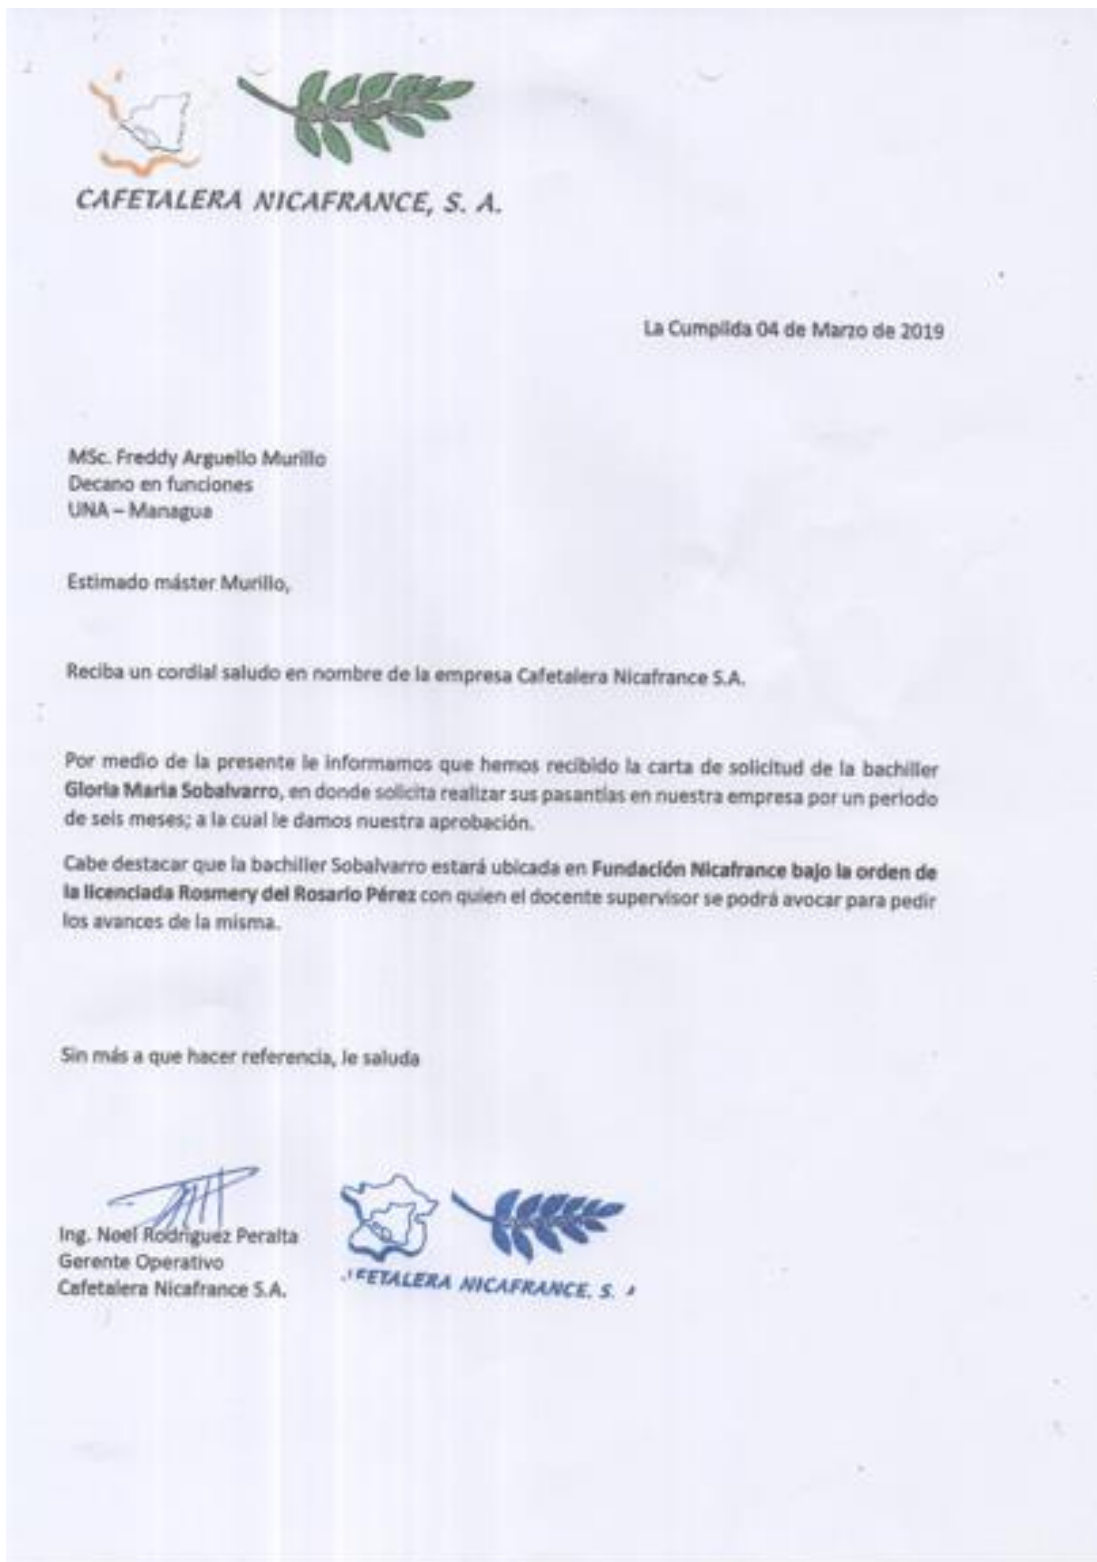 CAFETALERA NICAFRANCE, S. A.
La Cumplida 04 de Marzo de 2019
MSc. Freddy Arguello Murillo
Decano en funciones
UNA – Managua
Estimado máster Murillo,
Reciba un cordial saludo en nombre de la empresa Cafetalera Nicafrance S.A.
Por medio de la presente le informamos que hemos recibido la carta de solicitud de la bachiller
Gloria Maria Sobalvarro, en donde solicita realizar sus pasantías en nuestra empresa por un periodo
de seis meses; a la cual le damos nuestra aprobación.
Cabe destacar que la bachiller Sobalvarro estará ubicada en Fundación Nicafrance bajo la orden de
la licenciada Rosmery del Rosario Pérez con quien el docente supervisor se podrá avocar para pedir
los avances de la misma.
Sin más a que hacer referencia, le saluda
Ing. Noel Rodriguez Peralta
Gerente Operativo
Cafetalera Nicafrance S.A.
FETALERA NICAFRANCE, S.